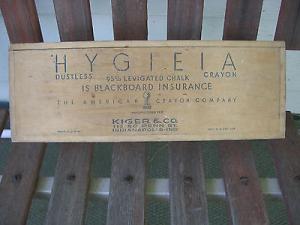 HYGIEIA
DUSTLESS 95% LEVIGATED CHALK CRAYON
IS BLACKBOARD INSURANCE
THE AMERICAN CRAYON COMPANY
KIGER & CO.
INDIANAPOLIS-IND